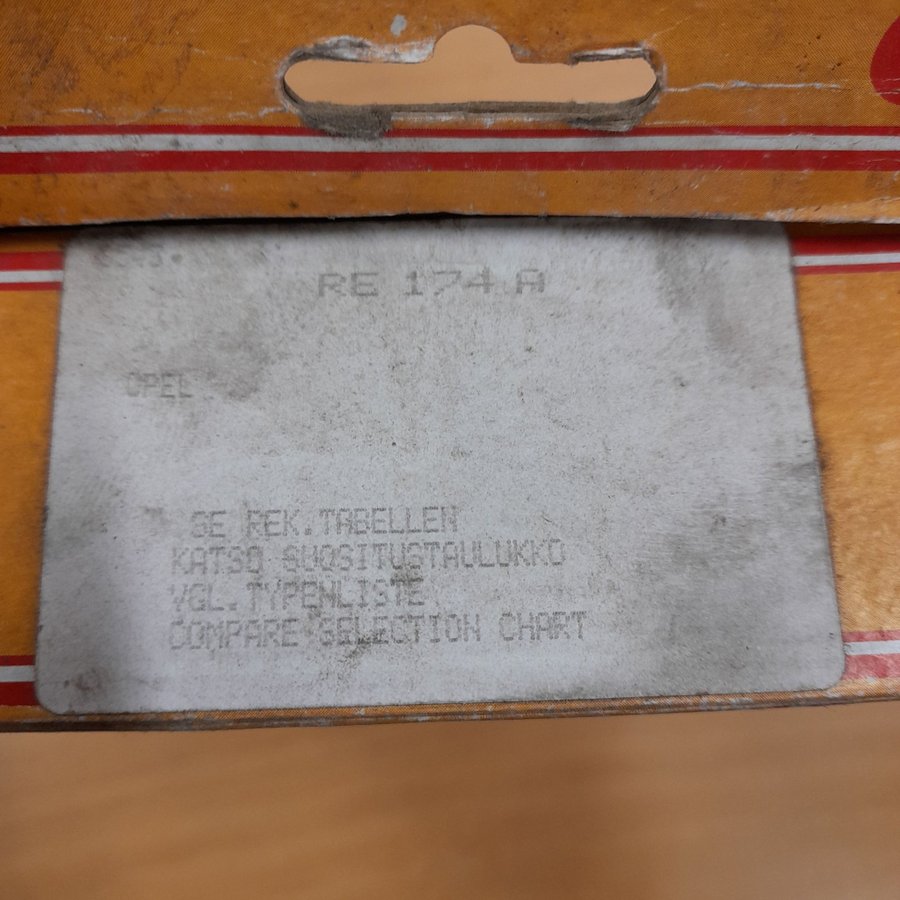 RE 174 A
OPEL
SE REK.TABELLEN
KATSO SUOSITUSTAULUKKO
VGL.TYPENLISTE
COMPARE SELECTION CHART